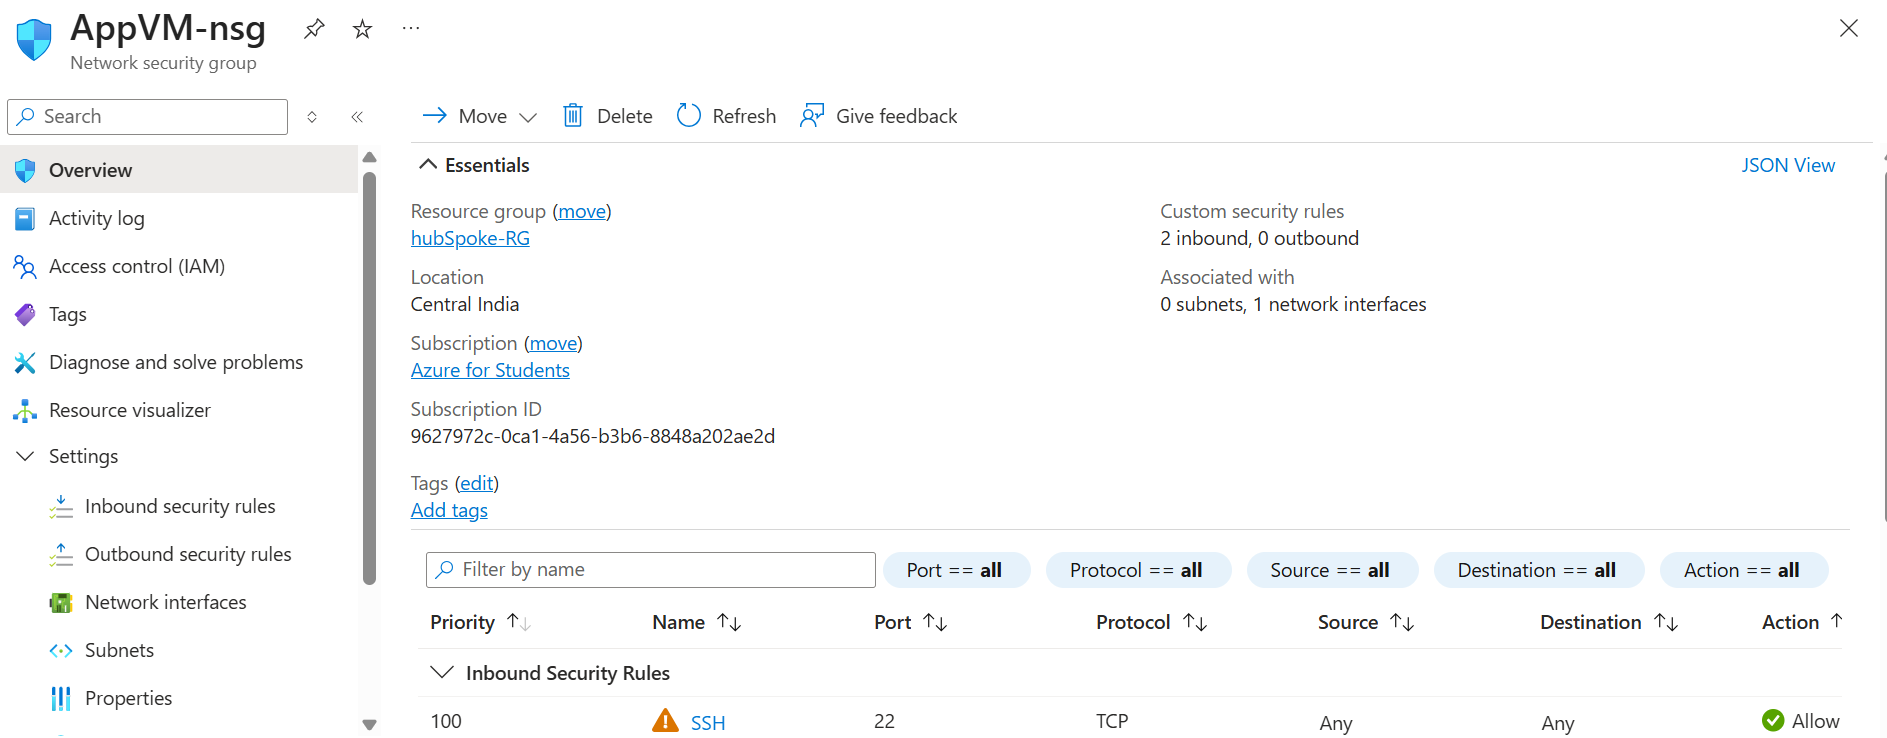 AppVM-nsg
Network security group
Search
Overview
Activity log
Access control (IAM)
Tags
Diagnose and solve problems
Resource visualizer
Settings
Inbound security rules
Outbound security rules
Network interfaces
Subnets
Properties
Move
Delete
Refresh
Give feedback
Essentials
JSON View
Resource group (move)
hubSpoke-RG
Location
Central India
Subscription (move)
Azure for Students
Subscription ID
9627972c-0ca1-4a56-b3b6-8848a202ae2d
Custom security rules
2 inbound, 0 outbound
Associated with
0 subnets, 1 network interfaces
Tags (edit)
Add tags
Filter by name Port == all Protocol == all Source == all Destination == all Action == all
Priority Name Port Protocol Source Destination Action
Inbound Security Rules
100 SSH 22 TCP Any Any Allow